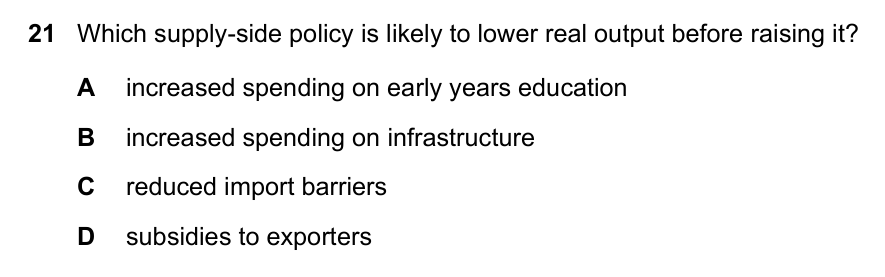 21 Which supply-side policy is likely to lower real output before raising it?
A increased spending on early years education
B increased spending on infrastructure
C reduced import barriers
D subsidies to exporters